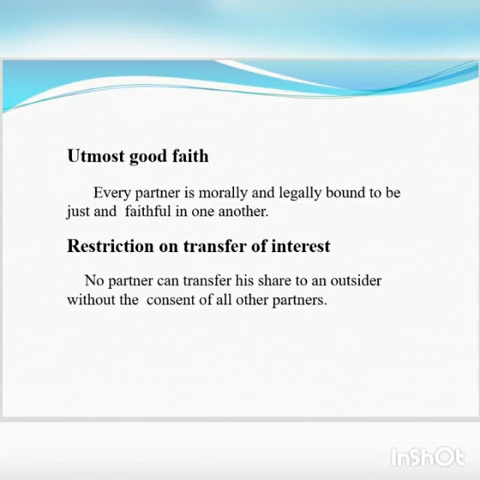 Utmost good faith
Every partner is morally and legally bound to be
just and faithful in one another.
Restriction on transfer of interest
No partner can transfer his share to an outsider
without the consent of all other partners.
InShOt